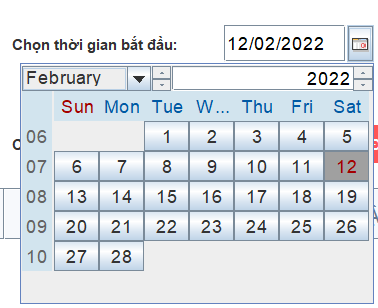 Chọn thời gian bắt đầu: 12/02/2022
February 2022
Sun Mon Tue W... Thu Fri Sat
06 1 2 3 4 5
07 6 7 8 9 10 11 12
08 13 14 15 16 17 18 19
09 20 21 22 23 24 25 26
10 27 28